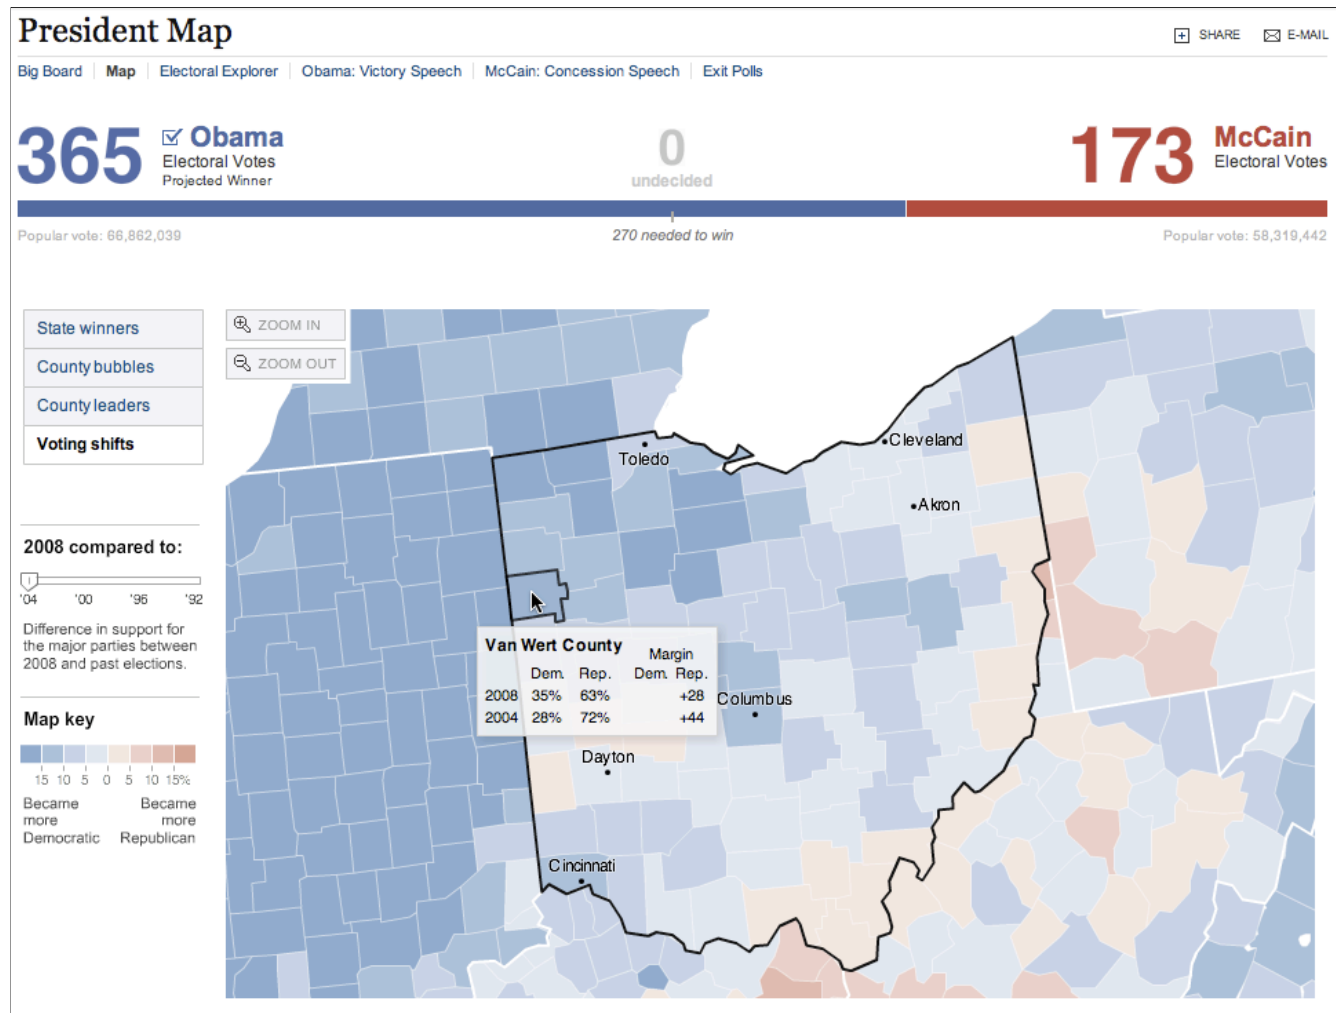 President Map
SHARE E-MAIL
Big Board Map Electoral Explorer Obama: Victory Speech McCain: Concession Speech Exit Polls
365 Obama
Electoral Votes
Projected Winner
0
undecided
173 McCain
Electoral Votes
Popular vote: 66,862,039
270 needed to win
Popular vote: 58,319,442
State winners
County bubbles
County leaders
Voting shifts
ZOOM IN
ZOOM OUT
2008 compared to:
'04 '00 '96 '92
Difference in support for
the major parties between
2008 and past elections.
Map key
15 10 5 0 5 10 15%
Became
more
Democratic
Became
more
Republican
Toledo
Cleveland
Akron
Van Wert County
Margin
Dem. Rep. Dem. Rep.
2008 35% 63% +28
2004 28% 72% +44
Columbus
Dayton
Cincinnati